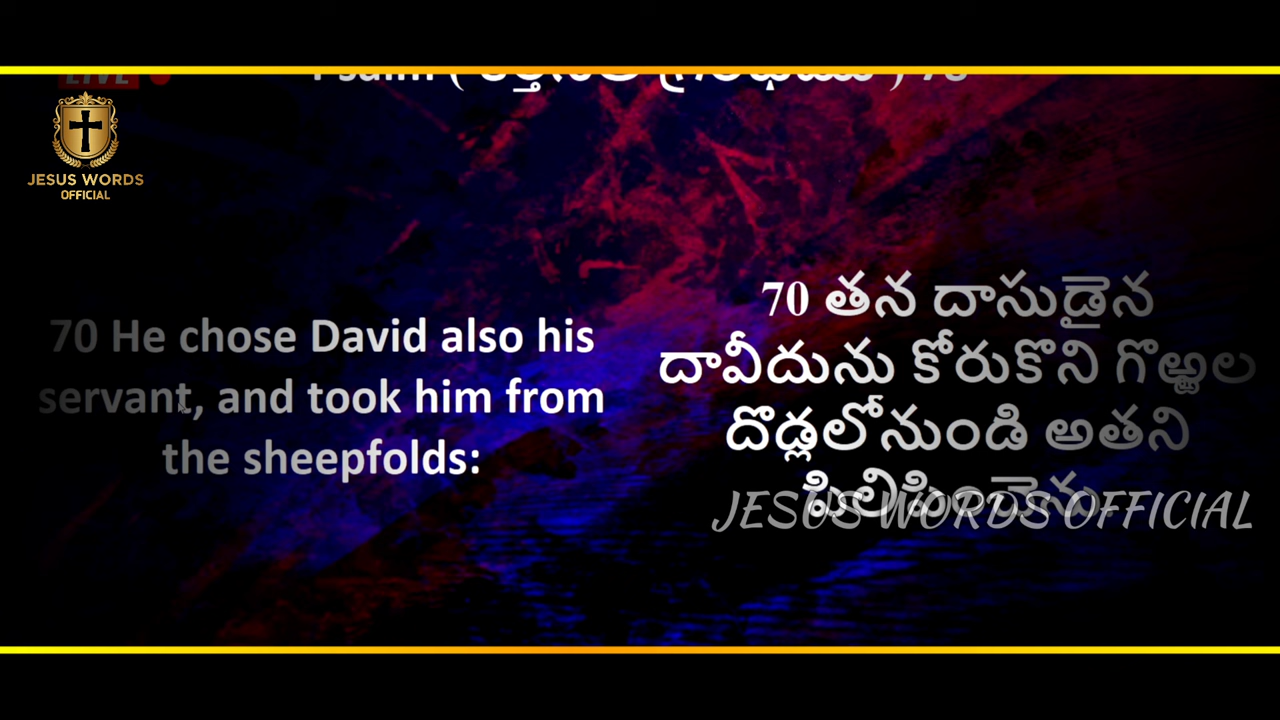 JESUS WORDS
OFFICIAL
70 He chose David also his
servant, and took him from
the sheepfolds:
70 తన దాసుడైన
దావీదును కోరుకొని గొఱ్ఱెల
దొడ్లలోనుండి అతని
పిలిపించెను
JESUS WORDS OFFICIAL